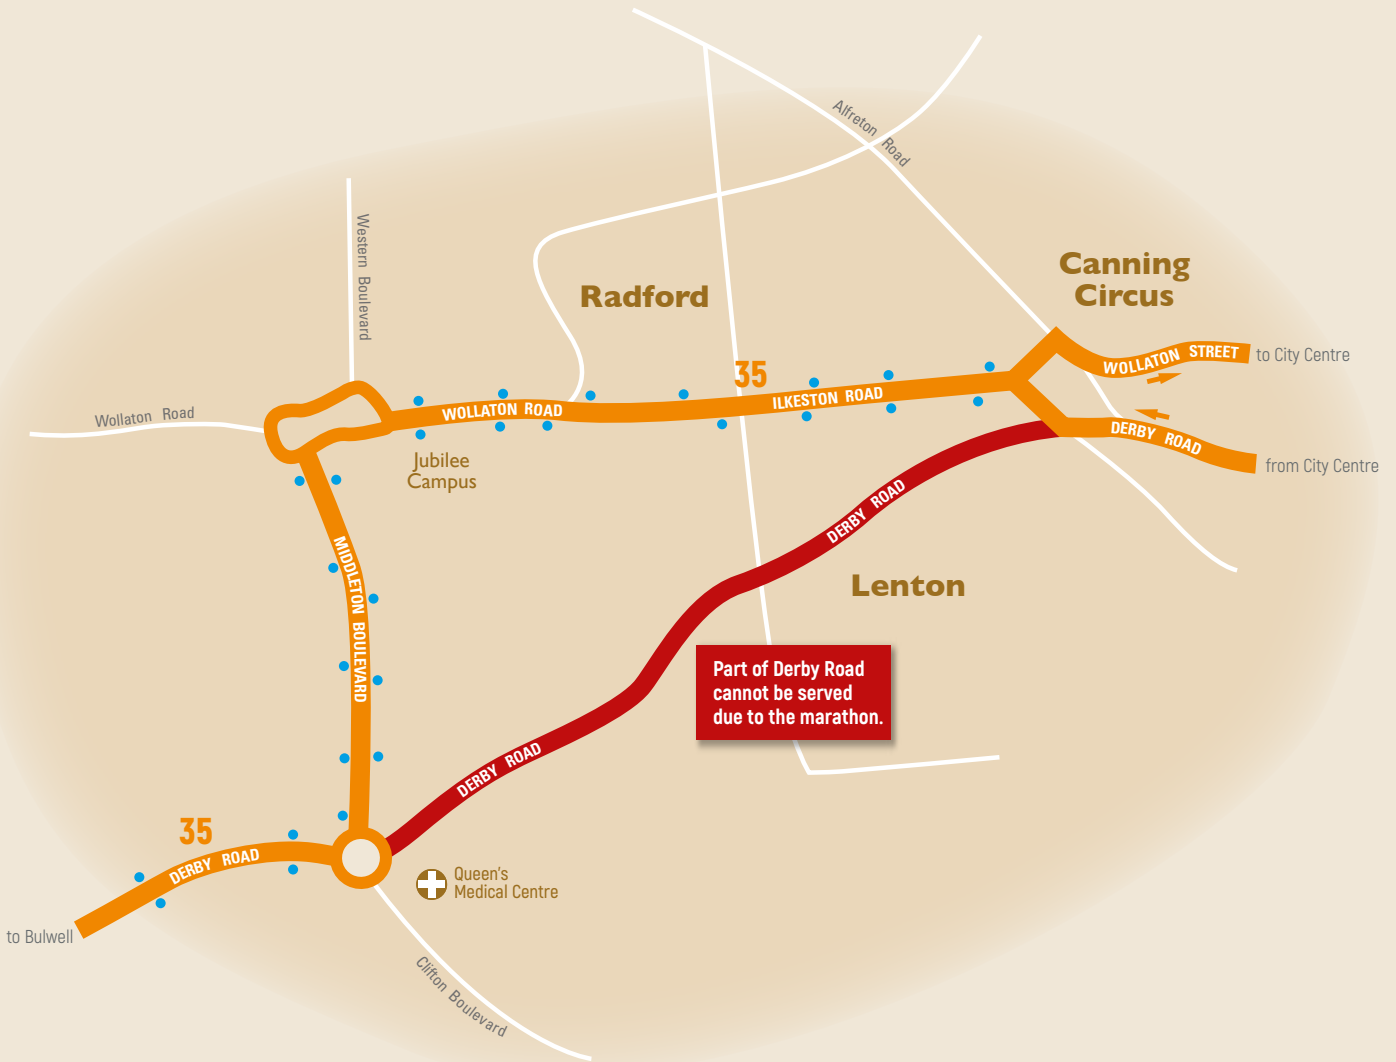 Alfreton Road
Western Boulevard
Canning
Circus
Radford
WOLLATON STREET
to City Centre
35
Wollaton Road
WOLLATON ROAD
ILKESTON ROAD
DERBY ROAD
from City Centre
Jubilee
Campus
DERBY ROAD
MIDDLETON BOULEVARD
Lenton
Part of Derby Road
cannot be served
due to the marathon.
DERBY ROAD
35
DERBY ROAD
Queen's
Medical Centre
to Bulwell
Clifton Boulevard